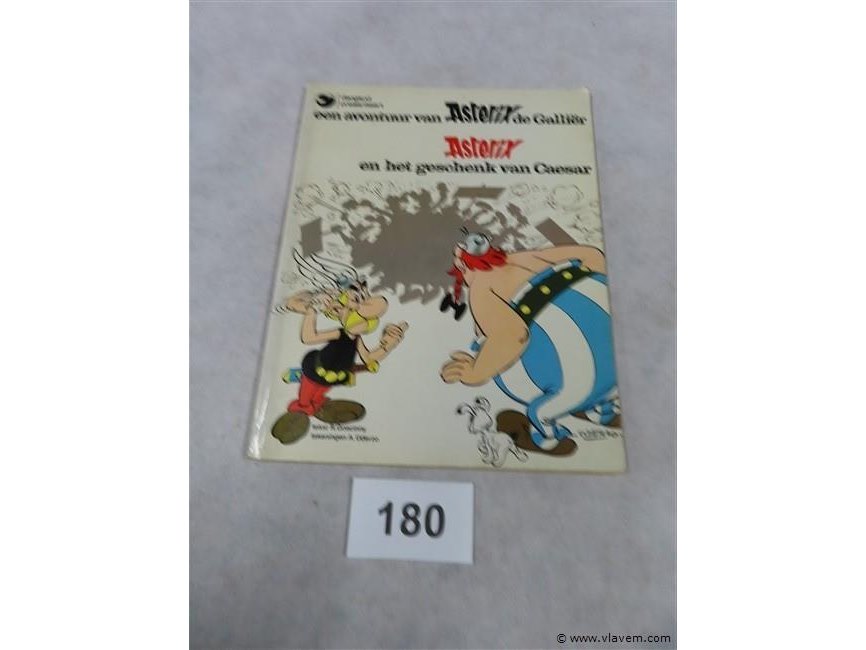 een avontuur van Asterix de Galliër
Asterix
en het geschenk van Caesar
180
© www.vlavem.com